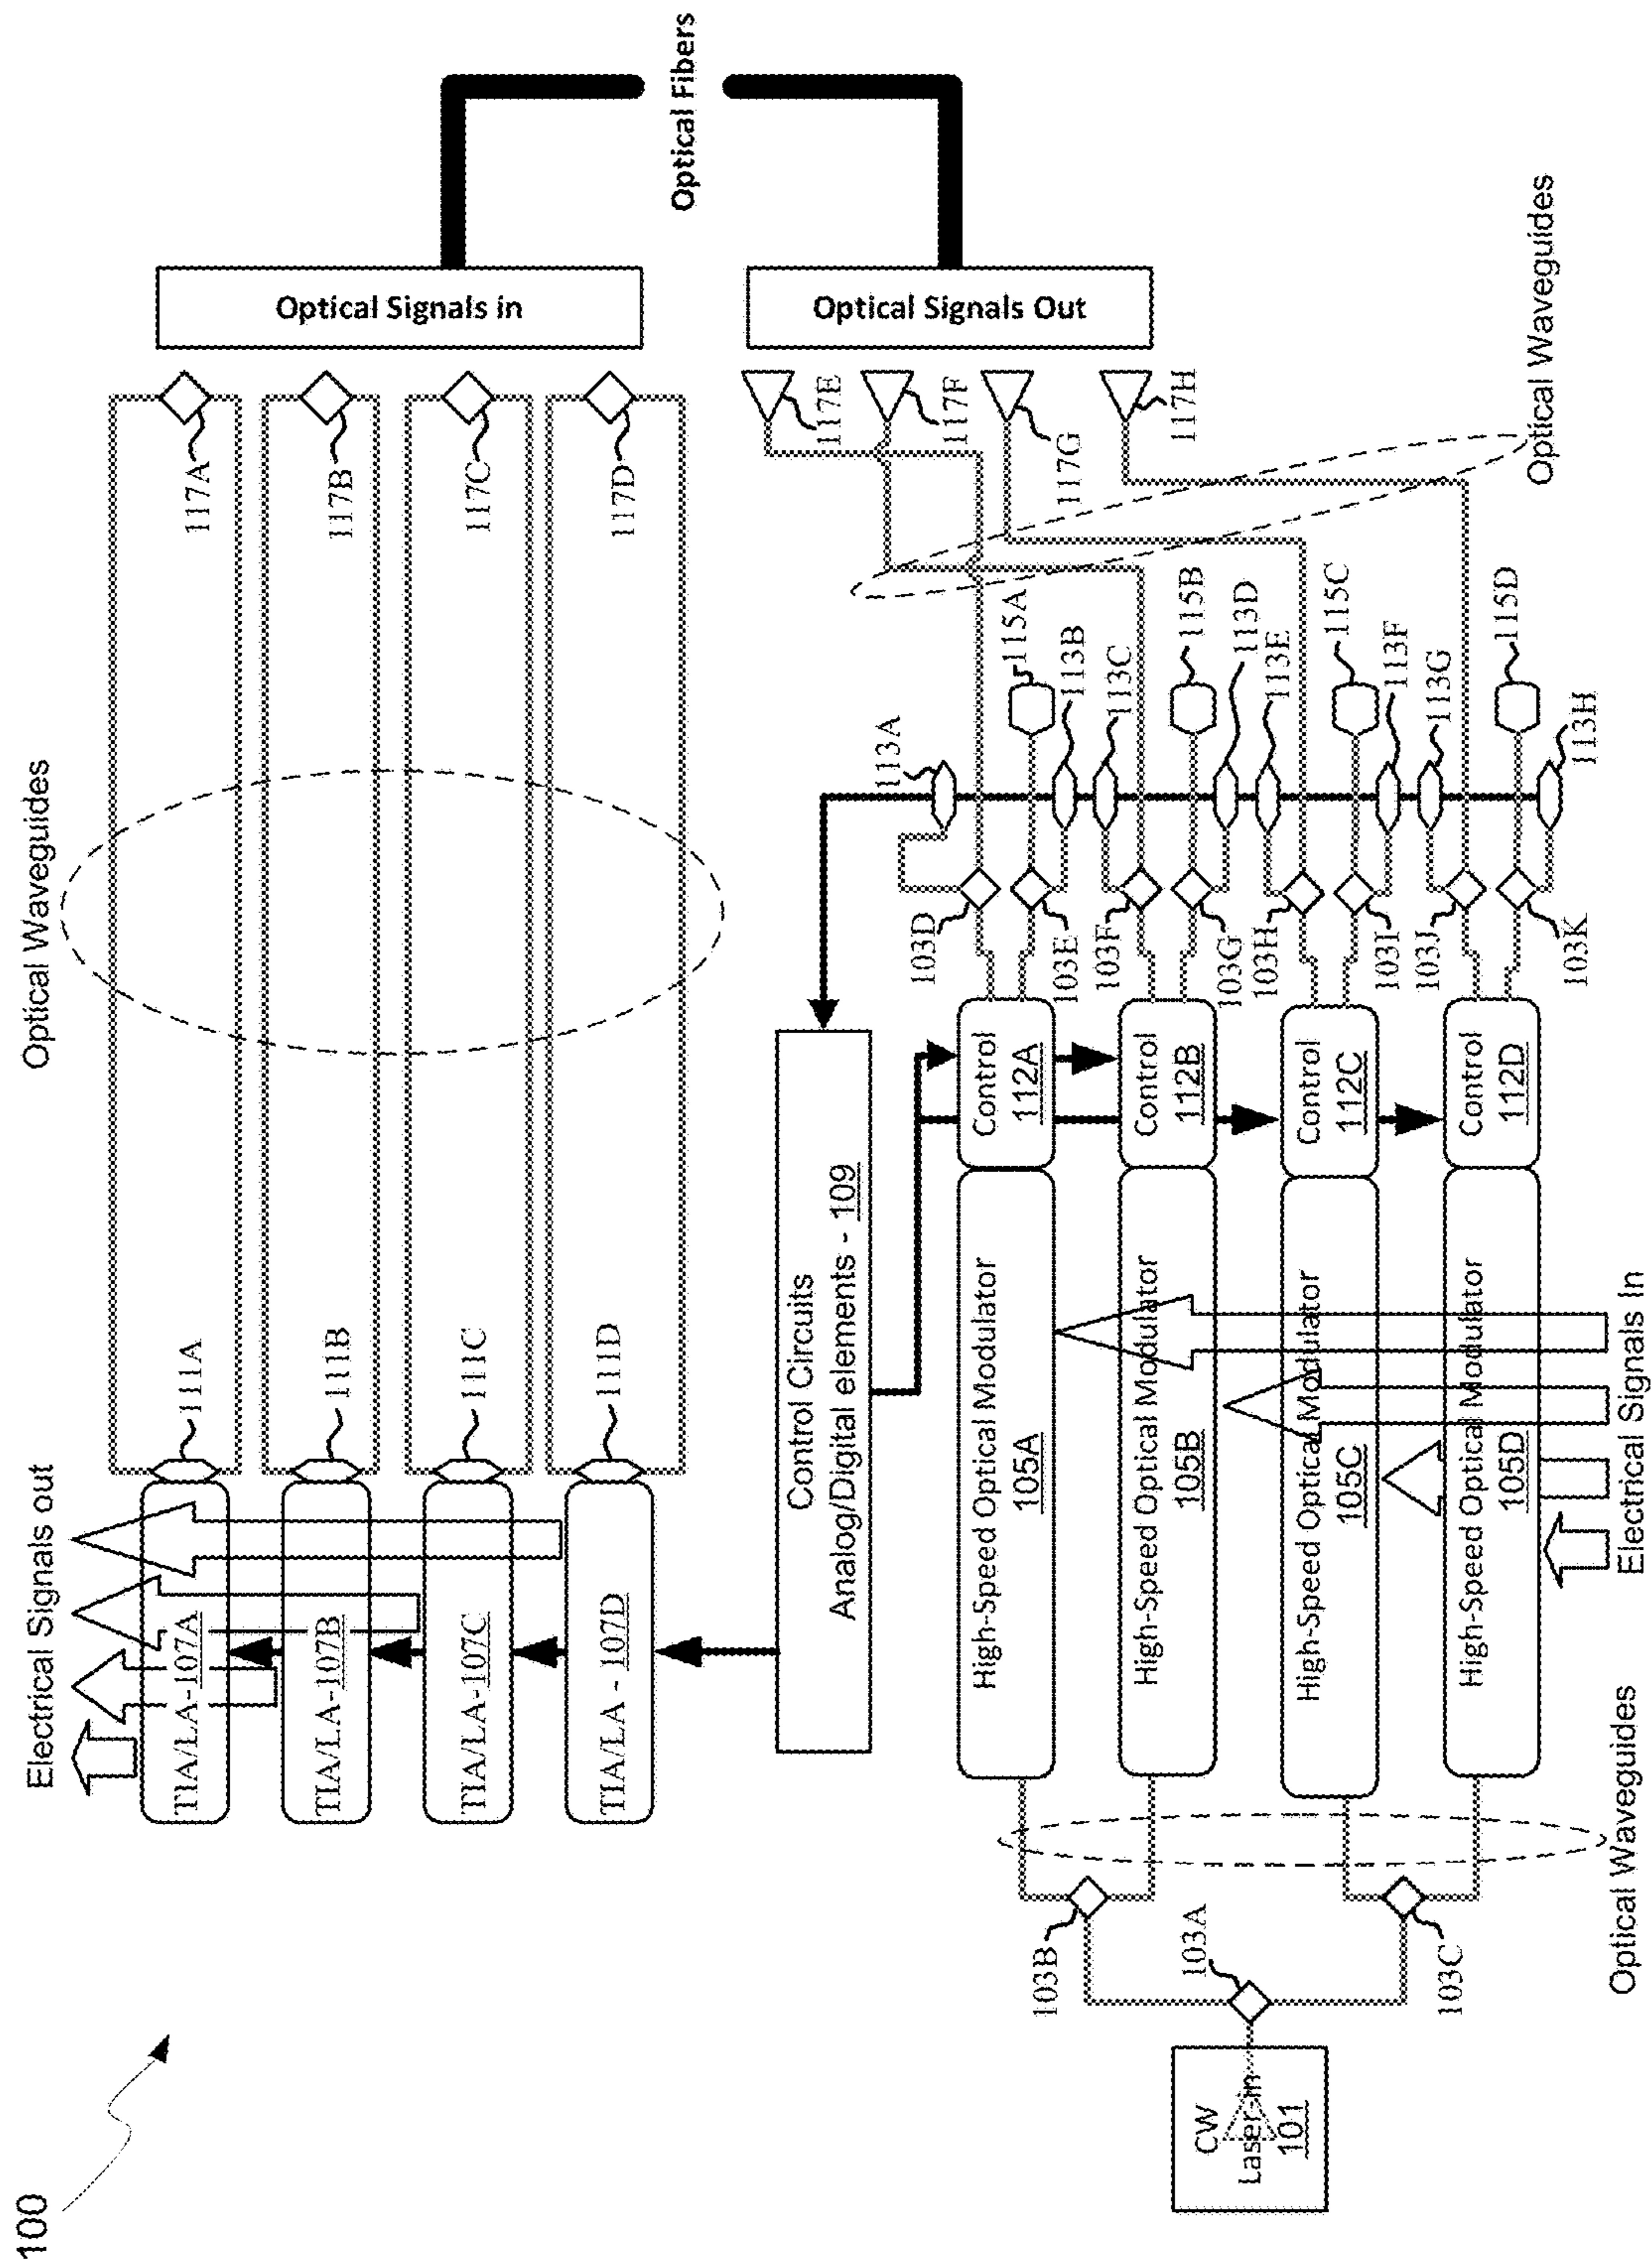 100
Electrical Signals out
Optical Waveguides
TIA/LA-107A
111A
117A
TIA/LA-107B
111B
117B
TIA/LA-107C
111C
117C
TIA/LA - 107D
111D
117D
Optical Signals in
Optical Fibers
Optical Signals Out
Control Circuits
Analog/Digital elements - 109
117E
117F
117G
117H
Optical Waveguides
High-Speed Optical Modulator
105A
Control
112A
High-Speed Optical Modulator
105B
Control
112B
High-Speed Optical Modulator
105C
Control
112C
High-Speed Optical Modulator
105D
Control
112D
113A
103D
115A
103E
113B
103F
113C
115B
103G
113D
103H
113E
115C
103I
113F
103J
113G
115D
103K
113H
103B
103A
103C
CW
Laser in
101
Optical Waveguides
Electrical Signals In